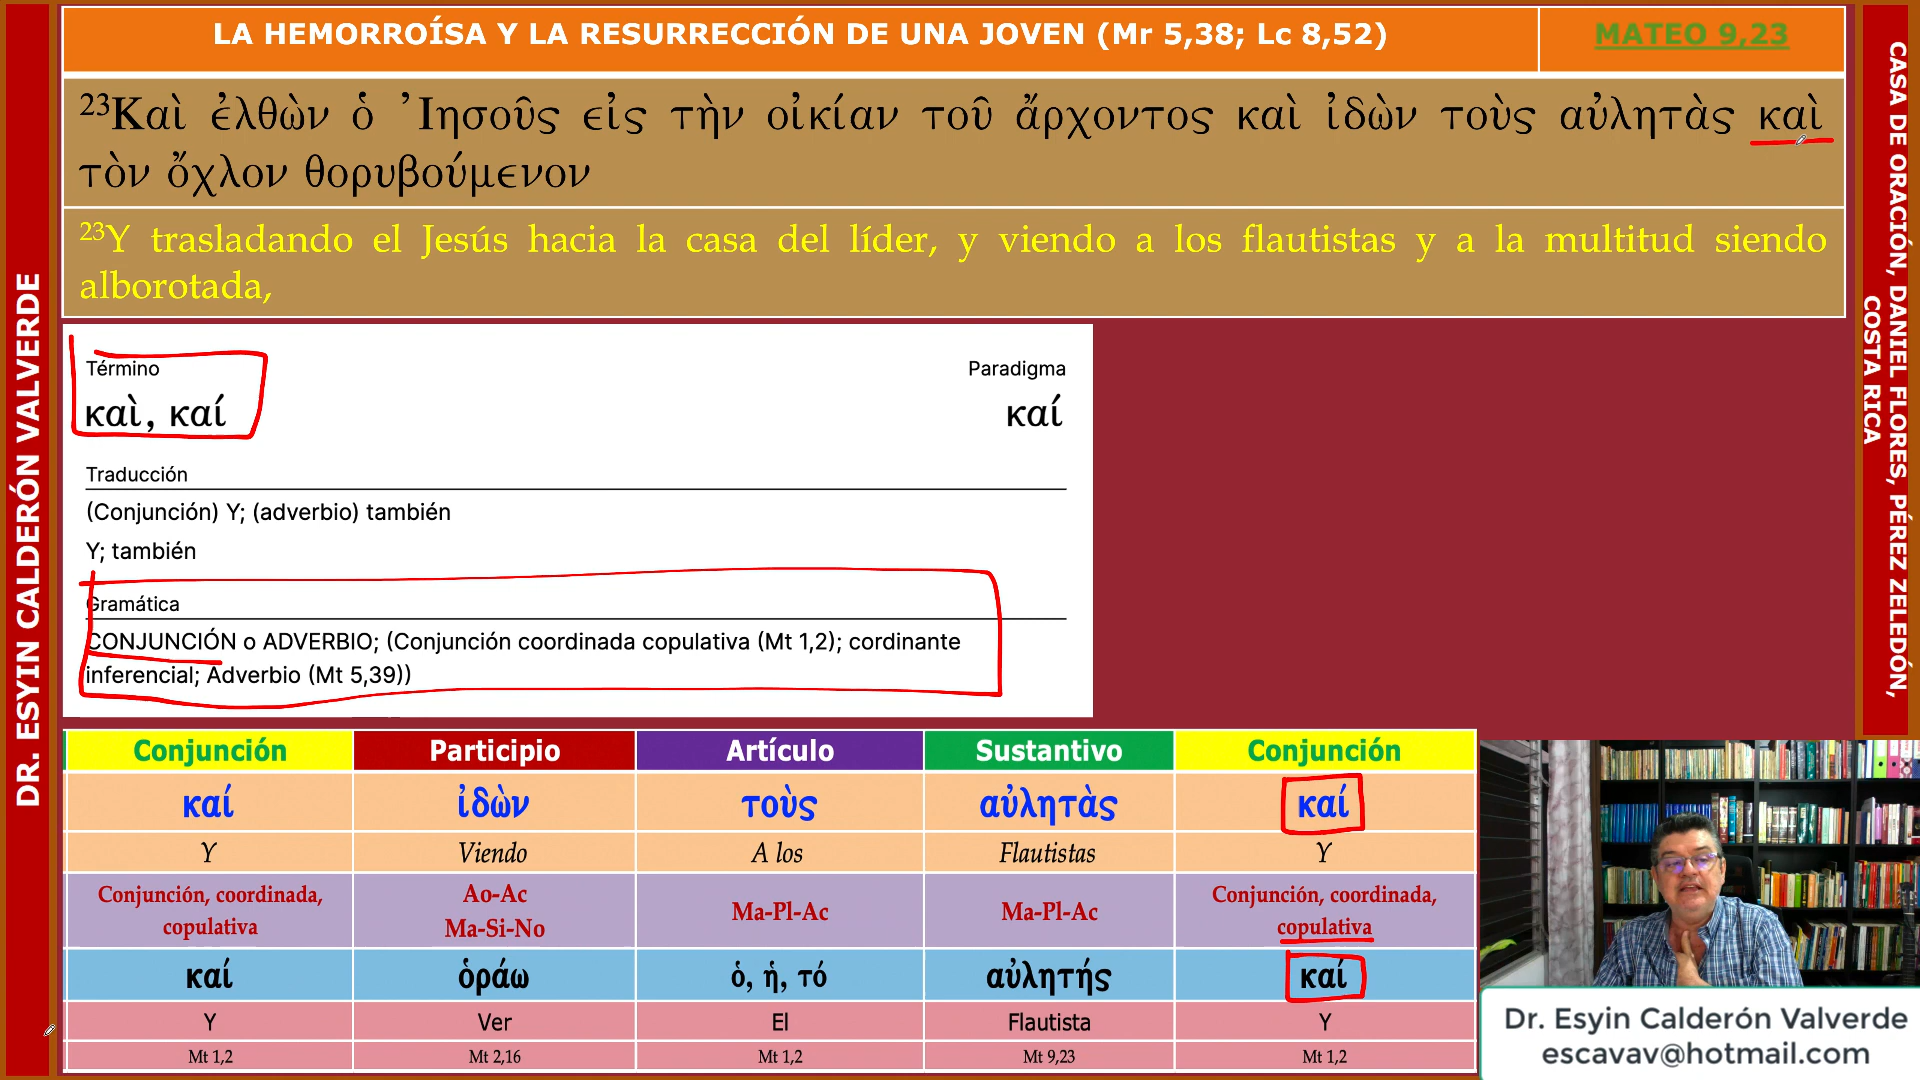 LA HEMORROÍSA Y LA RESURRECCIÓN DE UNA JOVEN (Mr 5,38; Lc 8,52)
MATEO 9,23
²³Καὶ ἐλθὼν ὁ Ἰησοῦς εἰς τὴν οἰκίαν τοῦ ἄρχοντος καὶ ἰδὼν τοὺς αὐλητὰς καὶ
τὸν ὄχλον θορυβούμενον
²³Y trasladando el Jesús hacia la casa del líder, y viendo a los flautistas y a la multitud siendo
alborotada,
Término
Paradigma
καὶ, καί
καί
Traducción
(Conjunción) Y; (adverbio) también
Y; también
Gramática
CONJUNCIÓN o ADVERBIO; (Conjunción coordinada copulativa (Mt 1,2); cordinante
inferencial; Adverbio (Mt 5,39))
Conjunción Participio Artículo Sustantivo Conjunción
καί ἰδὼν τοὺς αὐλητὰς καί
Y Viendo A los Flautistas Y
Conjunción, coordinada, Ao-Ac Ma-Pl-Ac Ma-Pl-Ac Conjunción, coordinada,
copulativa Ma-Si-No copulativa
καί ὁράω ὁ, ἡ, τό αὐλητής καί
Y Ver El Flautista Y
Mt 1,2 Mt 2,16 Mt 1,2 Mt 9,23 Mt 1,2
DR. ESYIN CALDERÓN VALVERDE
CASA DE ORACIÓN, DANIEL FLORES, PÉREZ ZELEDÓN,
COSTA RICA
Dr. Esyin Calderón Valverde
escavav@hotmail.com